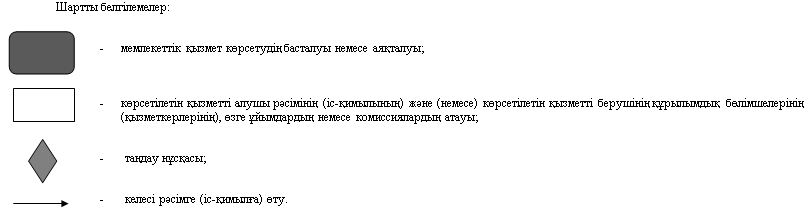 Шартты белгілемелер:
- мемлекеттік қызмет көрсетудің басталуы немесе аяқталуы;
- көрсетілетін қызметті алушы рәсімінің (іс-қимылының) және (немесе) көрсетілетін қызметті берушінің құрылымдық бөлімшелерінің
(қызметкерлерінің), өзге ұйымдардың немесе комиссиялардың атауы;
- таңдау нұсқасы;
- келесі рәсімге (іс-қимылға) өту.